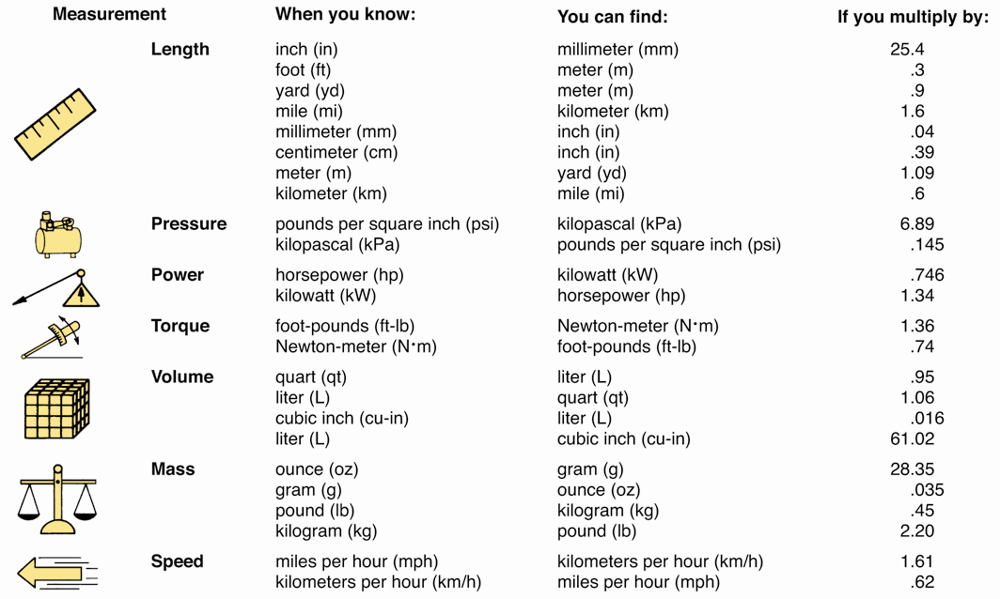 Measurement When you know: You can find: If you multiply by:
Length inch (in) millimeter (mm) 25.4
foot (ft) meter (m) .3
yard (yd) meter (m) .9
mile (mi) kilometer (km) 1.6
millimeter (mm) inch (in) .04
centimeter (cm) inch (in) .39
meter (m) yard (yd) 1.09
kilometer (km) mile (mi) .6
Pressure pounds per square inch (psi) kilopascal (kPa) 6.89
kilopascal (kPa) pounds per square inch (psi) .145
Power horsepower (hp) kilowatt (kW) .746
kilowatt (kW) horsepower (hp) 1.34
Torque foot-pounds (ft-lb) Newton-meter (N·m) 1.36
Newton-meter (N·m) foot-pounds (ft-lb) .74
Volume quart (qt) liter (L) .95
liter (L) quart (qt) 1.06
cubic inch (cu-in) liter (L) .016
liter (L) cubic inch (cu-in) 61.02
Mass ounce (oz) gram (g) 28.35
gram (g) ounce (oz) .035
pound (lb) kilogram (kg) .45
kilogram (kg) pound (lb) 2.20
Speed miles per hour (mph) kilometers per hour (km/h) 1.61
kilometers per hour (km/h) miles per hour (mph) .62